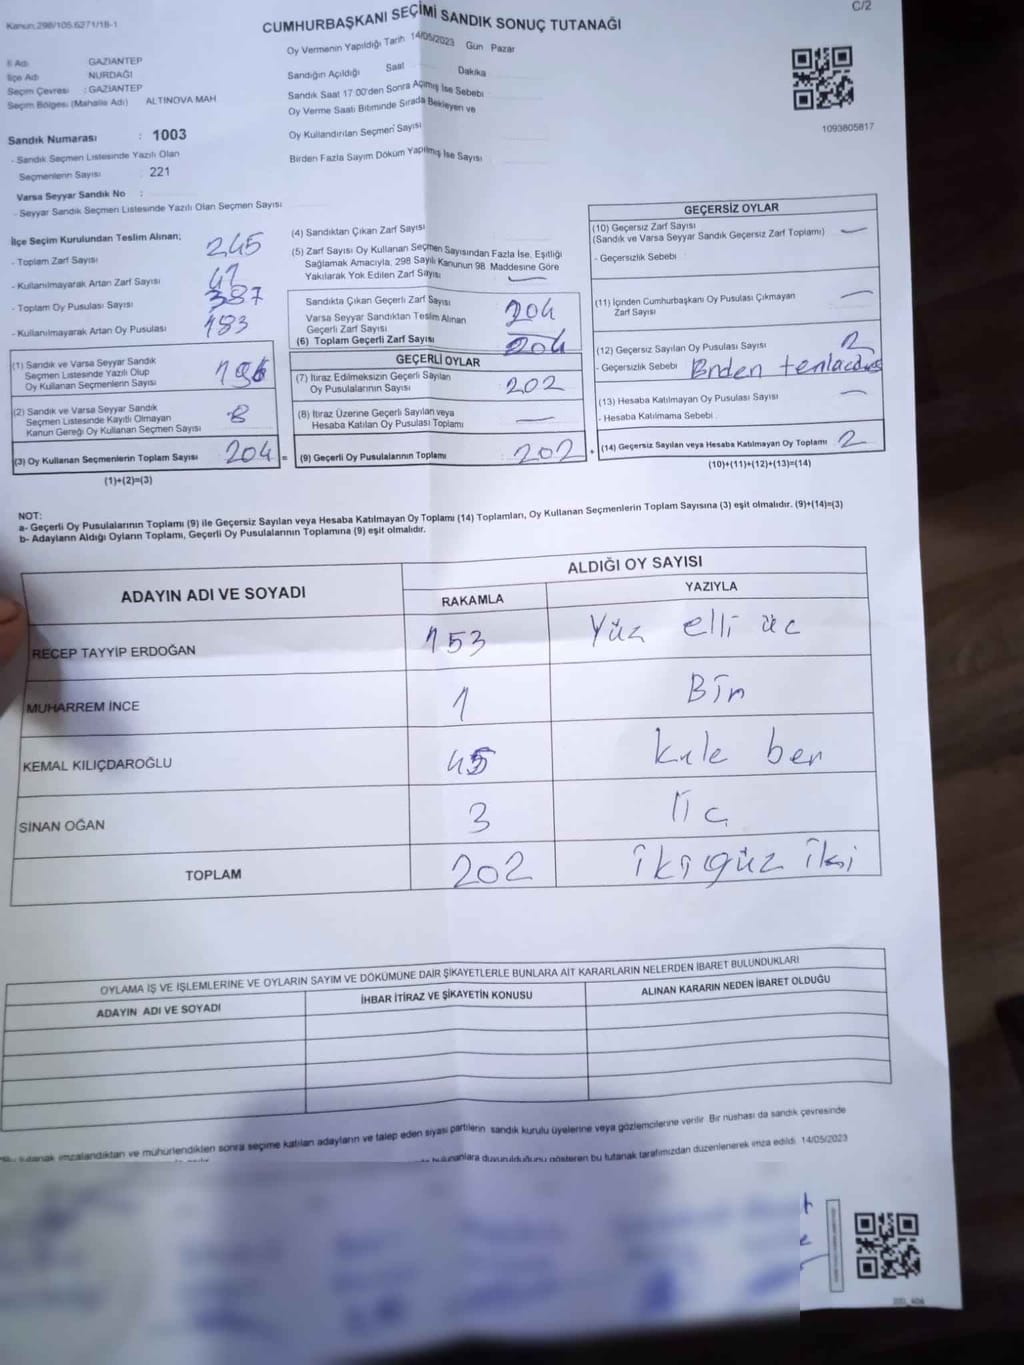 Kanun:298/105.6271/1B-1
C/2
CUMHURBAŞKANI SEÇİMİ SANDIK SONUÇ TUTANAĞI
Oy Vermenin Yapıldığı Tarih 14/05/2023 Gün Pazar
İl Adı GAZİANTEP
İlçe Adı NURDAĞI
Seçim Çevresi : GAZİANTEP
Seçim Bölgesi (Mahalle Adı) ALTINOVA MAH
Sandığın Açıldığı Saat Dakika
Sandık Saat 17.00'den Sonra Açılmış İse Sebebi
Oy Verme Saati Bitiminde Sırada Bekleyen ve
Oy Kullandırılan Seçmen Sayısı
Birden Fazla Sayım Döküm Yapılmış İse Sayısı
1093805817
Sandık Numarası : 1003
- Sandık Seçmen Listesinde Yazılı Olan
Seçmenlerin Sayısı : 221
Varsa Seyyar Sandık No :
- Seyyar Sandık Seçmen Listesinde Yazılı Olan Seçmen Sayısı
İlçe Seçim Kurulundan Teslim Alınan;
- Toplam Zarf Sayısı 245
- Kullanılmayarak Artan Zarf Sayısı 41
- Toplam Oy Pusulası Sayısı 387
- Kullanılmayarak Artan Oy Pusulası 183
(1) Sandık ve Varsa Seyyar Sandık
Seçmen Listesinde Yazılı Olup
Oy Kullanan Seçmenlerin Sayısı 196
(2) Sandık ve Varsa Seyyar Sandık
Seçmen Listesinde Kayıtlı Olmayan
Kanun Gereği Oy Kullanan Seçmen Sayısı 8
(3) Oy Kullanan Seçmenlerin Toplam Sayısı 204 =
(1)+(2)=(3)
(4) Sandıktan Çıkan Zarf Sayısı
(5) Zarf Sayısı Oy Kullanan Seçmen Sayısından Fazla İse, Eşitliği
Sağlamak Amacıyla, 298 Sayılı Kanunun 98. Maddesine Göre
Yakılarak Yok Edilen Zarf Sayısı —
Sandıkta Çıkan Geçerli Zarf Sayısı 204
Varsa Seyyar Sandıktan Teslim Alınan
Geçerli Zarf Sayısı
(6) Toplam Geçerli Zarf Sayısı 204
GEÇERLİ OYLAR
(7) İtiraz Edilmeksizin Geçerli Sayılan
Oy Pusulalarının Sayısı 202
(8) İtiraz Üzerine Geçerli Sayılan veya
Hesaba Katılan Oy Pusulası Toplamı —
(9) Geçerli Oy Pusulalarının Toplamı 202 +
GEÇERSİZ OYLAR
(10) Geçersiz Zarf Sayısı —
(Sandık ve Varsa Seyyar Sandık Geçersiz Zarf Toplamı)
- Geçersizlik Sebebi
(11) İçinden Cumhurbaşkanı Oy Pusulası Çıkmayan
Zarf Sayısı —
(12) Geçersiz Sayılan Oy Pusulası Sayısı 2
- Geçersizlik Sebebi
(13) Hesaba Katılmayan Oy Pusulası Sayısı —
- Hesaba Katılmama Sebebi
(14) Geçersiz Sayılan veya Hesaba Katılmayan Oy Toplamı 2
(10)+(11)+(12)+(13)=(14)
NOT:
a- Geçerli Oy Pusulalarının Toplamı (9) ile Geçersiz Sayılan veya Hesaba Katılmayan Oy Toplamı (14) Toplamları, Oy Kullanan Seçmenlerin Toplam Sayısına (3) eşit olmalıdır. (9)+(14)=(3)
b- Adayların Aldığı Oyların Toplamı, Geçerli Oy Pusulalarının Toplamına (9) eşit olmalıdır.
ADAYIN ADI VE SOYADI
ALDIĞI OY SAYISI
RAKAMLA YAZIYLA
RECEP TAYYİP ERDOĞAN 153 Yüz elli üc
MUHARREM İNCE 1 Bir
KEMAL KILIÇDAROĞLU 45
SİNAN OĞAN 3 Üç
TOPLAM 202 ikiyüz iki
OYLAMA İŞ VE İŞLEMLERİNE VE OYLARIN SAYIM VE DÖKÜMÜNE DAİR ŞİKAYETLERLE BUNLARA AİT KARARLARIN NELERDEN İBARET BULUNDUKLARI
ADAYIN ADI VE SOYADI İHBAR İTİRAZ VE ŞİKAYETİN KONUSU ALINAN KARARIN NEDEN İBARET OLDUĞU
tutanak imzalandıktan ve mühürlendikten sonra seçime katılan adayların ve talep eden siyasi partilerin sandık kurulu üyelerine veya gözlemcilerine verilir. Bir nüshası da sandık çevresinde
bulunanlara duyurulduğunu gösteren bu tutanak tarafımızdan düzenlenerek imza edildi. 14/05/2023